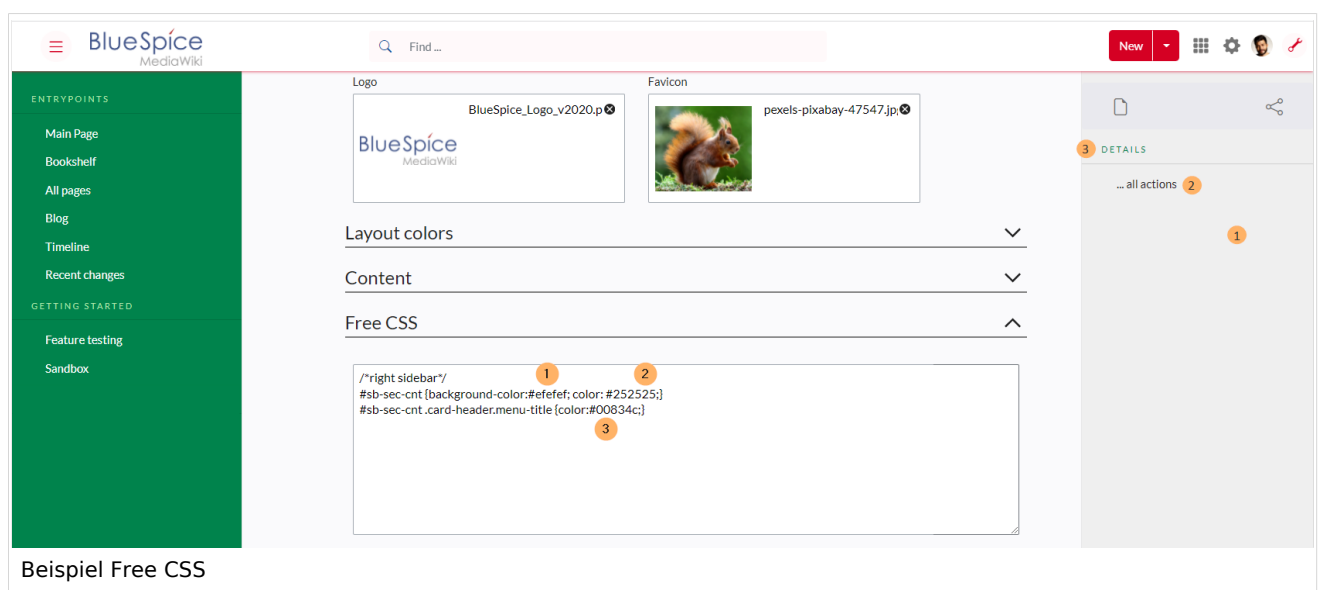 BlueSpice
MediaWiki
Find ...
New
ENTRYPOINTS
Main Page
Bookshelf
All pages
Blog
Timeline
Recent changes
GETTING STARTED
Feature testing
Sandbox
Logo
BlueSpice_Logo_v2020.p
BlueSpice
MediaWiki
Favicon
pexels-pixabay-47547.jp
Layout colors
Content
Free CSS
1 2
/*right sidebar*/
#sb-sec-cnt {background-color:#efefef; color: #252525;}
#sb-sec-cnt .card-header.menu-title {color:#00834c;}
3
3 DETAILS
... all actions 2
1
Beispiel Free CSS